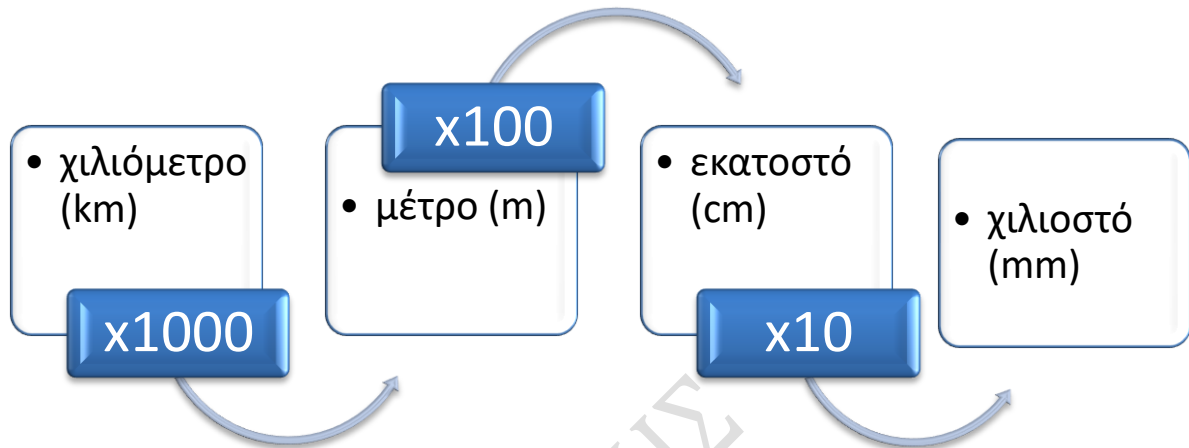 • χιλιόμετρο
(km)
x1000
x100
• μέτρο (m)
• εκατοστό
(cm)
x10
• χιλιοστό
(mm)